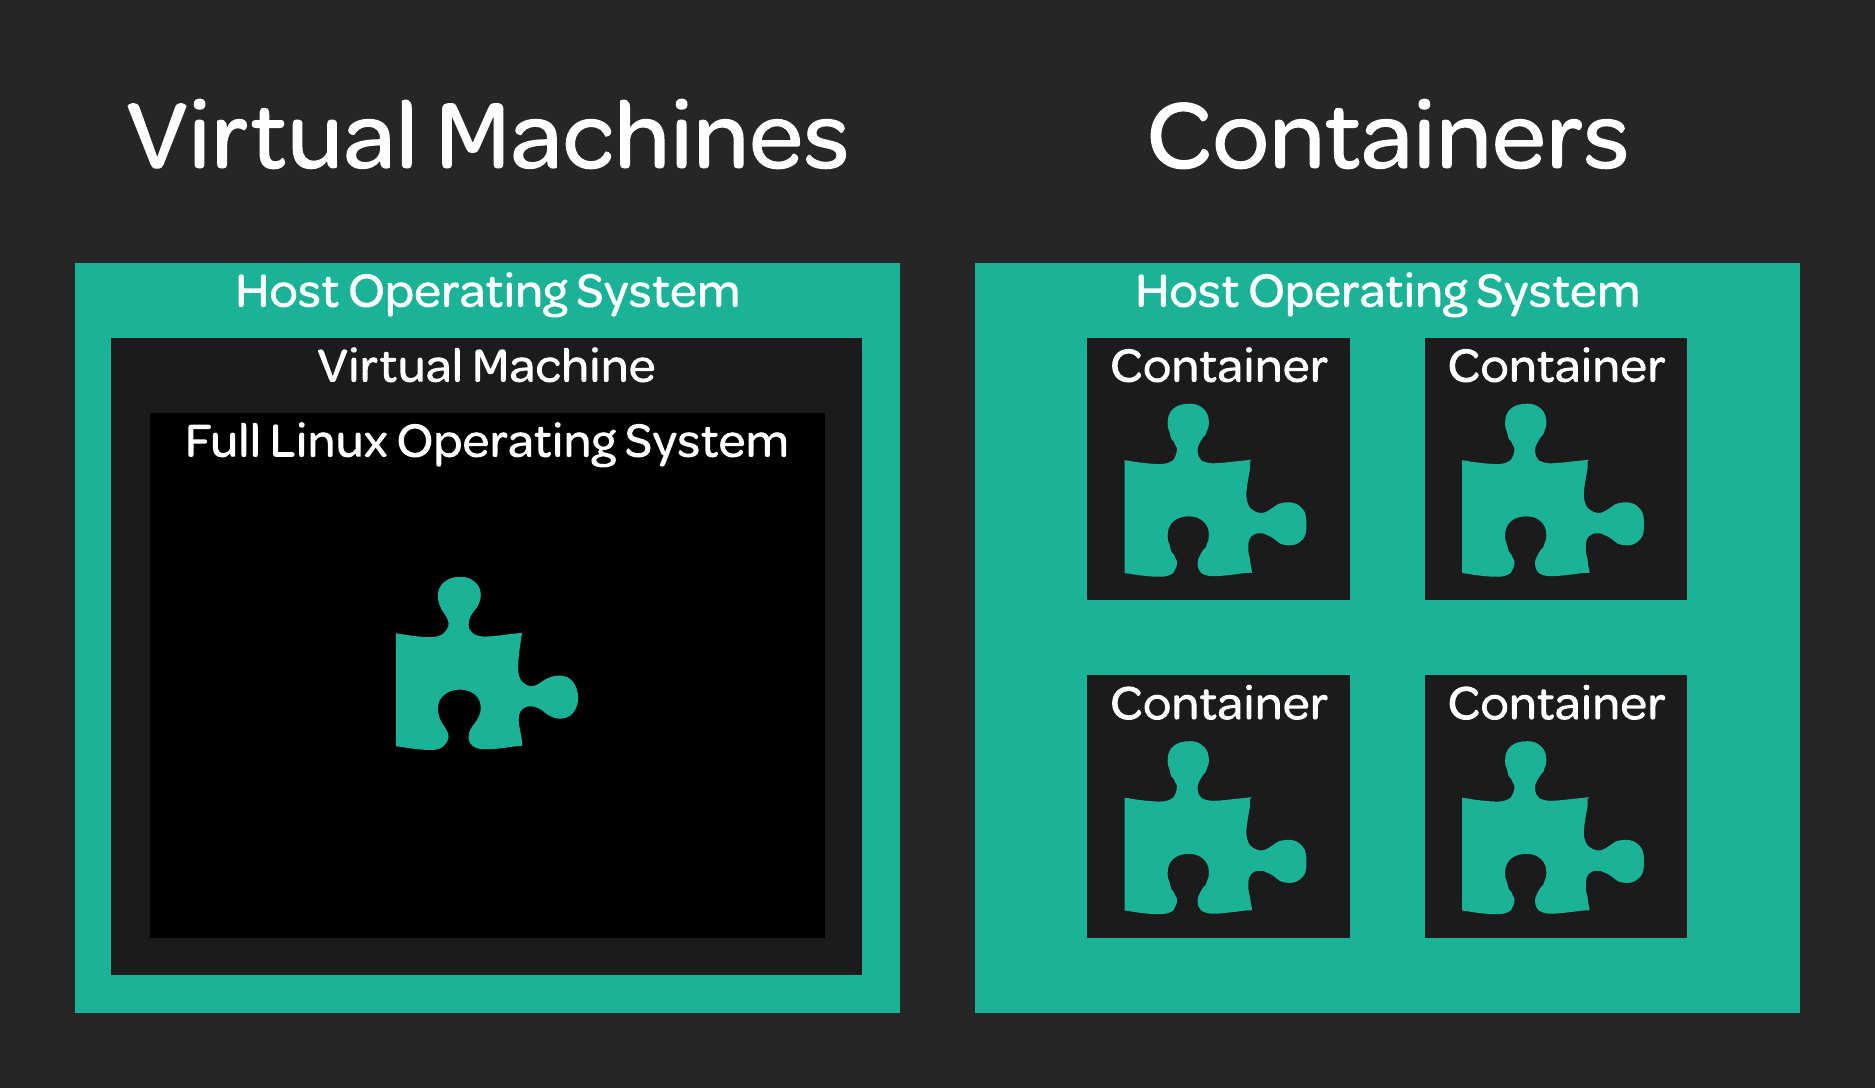 Virtual Machines
Host Operating System
Virtual Machine
Full Linux Operating System
Containers
Host Operating System
Container
Container
Container
Container